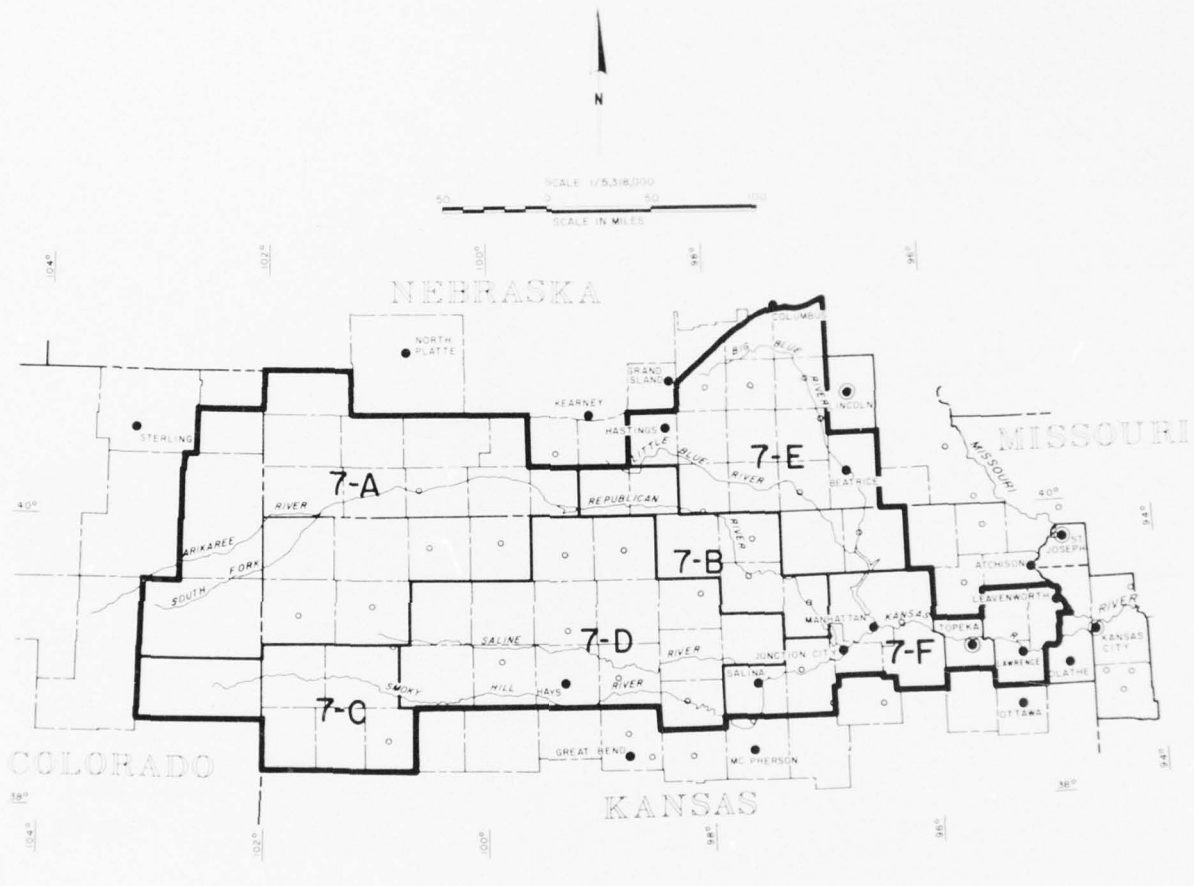 N
SCALE 1/5,318,000
50 0 50 100
SCALE IN MILES
104° 102° 100° 98° 96°
NEBRASKA
COLUMBUS
NORTH
PLATTE
BIG BLUE
RIVER
GRAND
ISLAND
KEARNEY
LINCOLN
STERLING
HASTINGS
MISSOURI
MISSOURI
LITTLE
BLUE
RIVER
7-E
BEATRICE
7-A
REPUBLICAN
RIVER
40°
RIVER
40°
94°
ARIKAREE
7-B
ST.
JOSEPH
SOUTH FORK
ATCHISON
LEAVENWORTH
RIVER
MANHATTAN
KANSAS
TOPEKA
R.
KANSAS
CITY
SALINE
RIVER
7-D
JUNCTION CITY
7-F
LAWRENCE
OLATHE
SALINA
SMOKY
HILL
HAYS
RIVER
7-C
OTTAWA
GREAT BEND
MC PHERSON
COLORADO
KANSAS
38°
38°
94°
104° 102° 100° 98° 96°